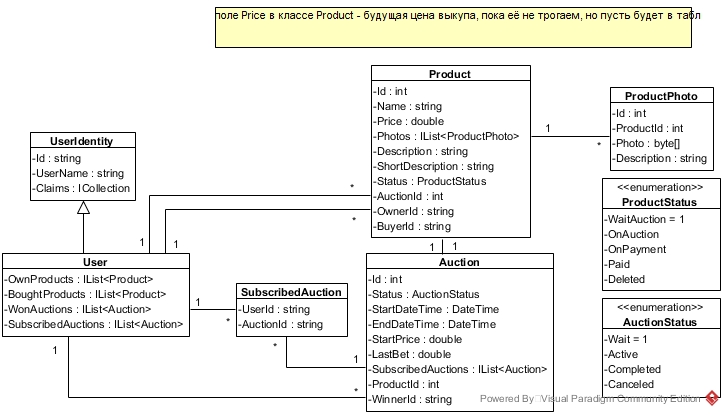 поле Price в классе Product - будущая цена выкупа, пока её не трогаем, но пусть будет в табл
Product
-Id : int
-Name : string
-Price : double
-Photos : IList<ProductPhoto>
-Description : string
-ShortDescription : string
-Status : ProductStatus
-AuctionId : int
-OwnerId : string
-BuyerId : string
ProductPhoto
-Id : int
-ProductId : int
-Photo : byte[]
-Description : string
1
*
UserIdentity
-Id : string
-UserName : string
-Claims : ICollection
<<enumeration>>
ProductStatus
-WaitAuction = 1
-OnAuction
-OnPayment
-Paid
-Deleted
*
*
1
1
1
1
User
-OwnProducts : IList<Product>
-BoughtProducts : IList<Product>
-WonAuctions : IList<Auction>
-SubscribedAuctions : IList<Auction>
SubscribedAuction
-UserId : string
-AuctionId : string
1
*
*
1
Auction
-Id : int
-Status : AuctionStatus
-StartDateTime : DateTime
-EndDateTime : DateTime
-StartPrice : double
-LastBet : double
-SubscribedAuctions : IList<Auction>
-ProductId : int
-WinnerId : string
<<enumeration>>
AuctionStatus
-Wait = 1
-Active
-Completed
-Canceled
1
*
Powered By Visual Paradigm Community Edition